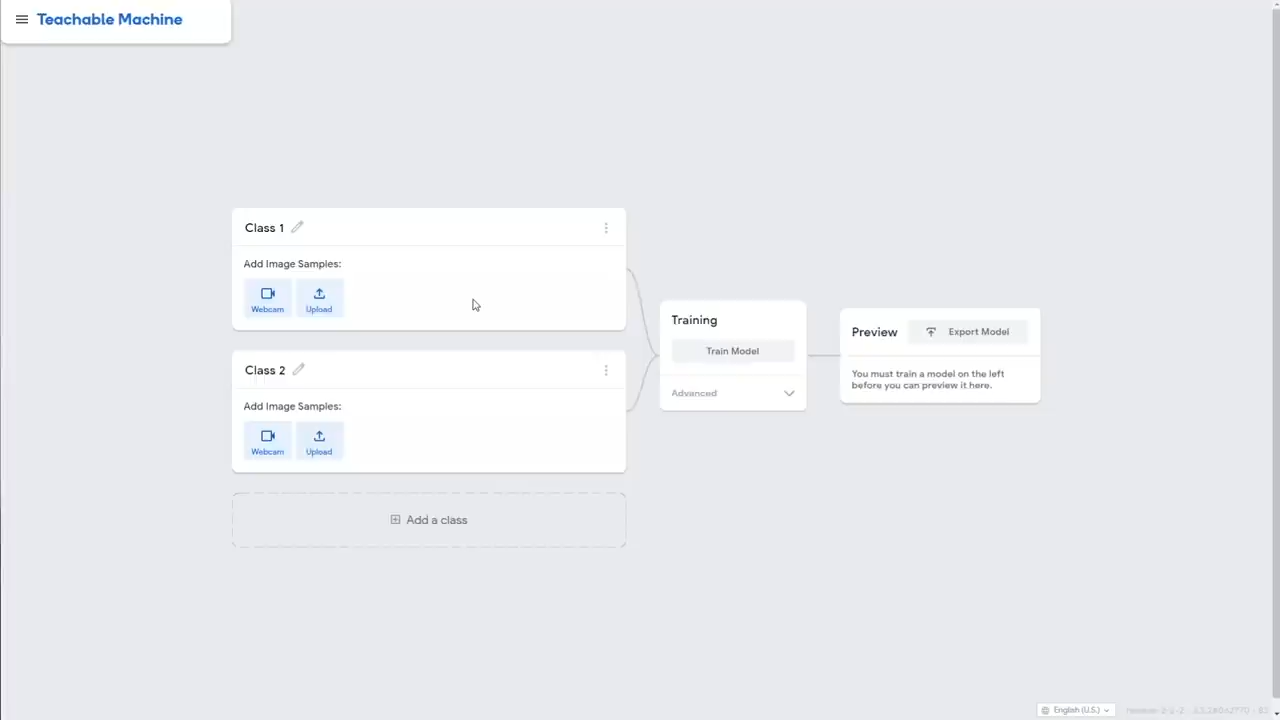 Teachable Machine
Class 1
Add Image Samples:
Webcam
Upload
Class 2
Add Image Samples:
Webcam
Upload
Add a class
Training
Train Model
Advanced
Preview
Export Model
You must train a model on the left
before you can preview it here.
English (U.S.)